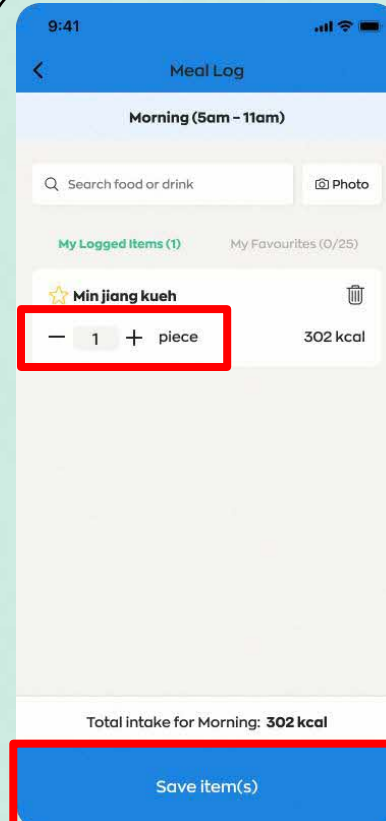 9:41
Meal Log
Morning (5am - 11am)
Search food or drink
Photo
My Logged Items (1) My Favourites (0/25)
Min jiang kueh
− 1 + piece 302 kcal
Total intake for Morning: 302 kcal
Save item(s)